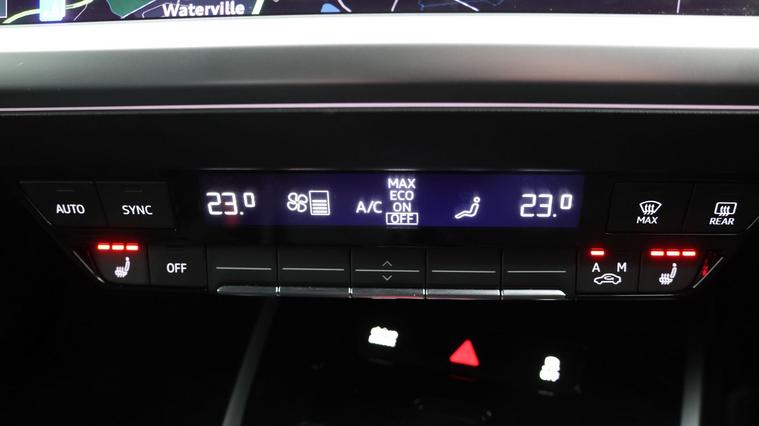 Waterville
AUTO
SYNC
23.0
A/C
MAX
ECO
ON
OFF
23.0
MAX
REAR
OFF
A M